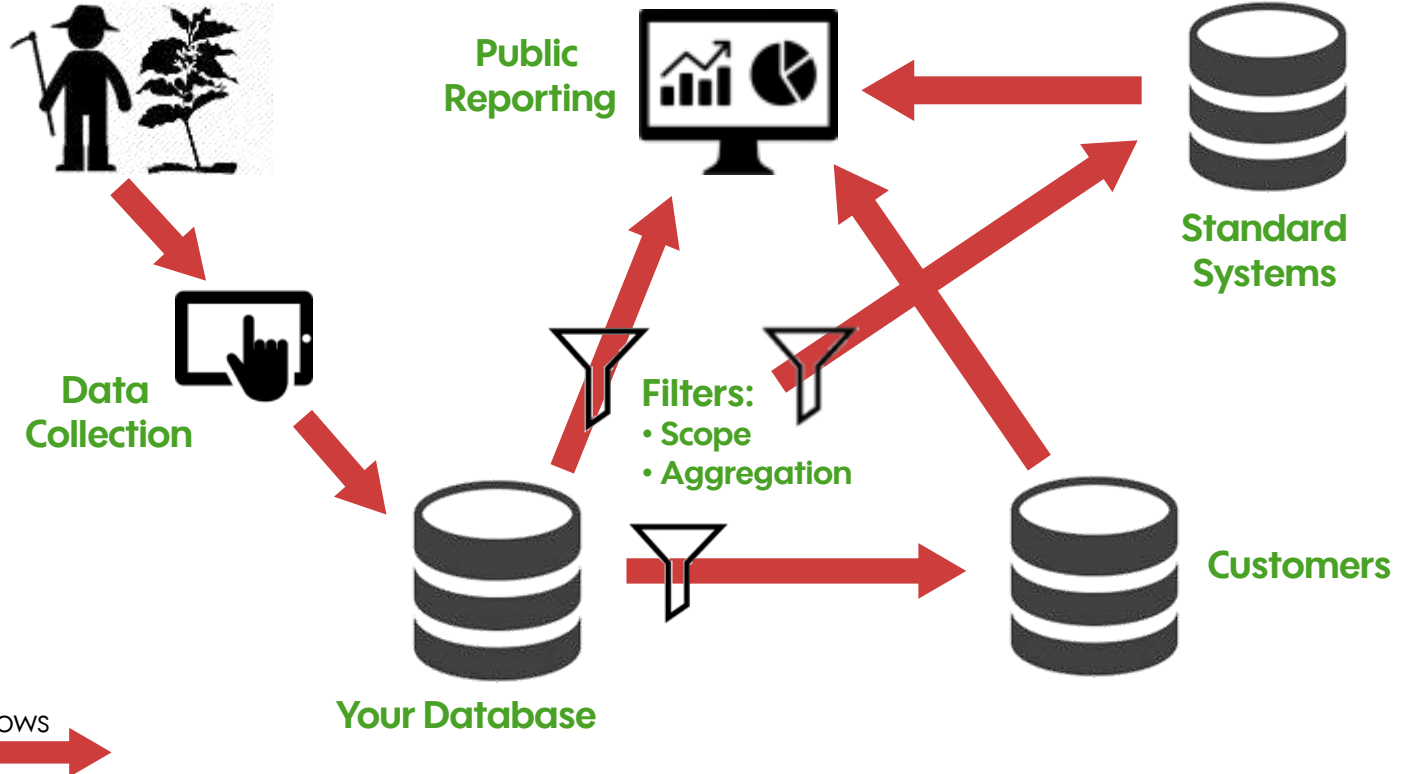 Public
Reporting
Standard
Systems
Data
Collection
Filters:
• Scope
• Aggregation
Customers
Your Database
ows